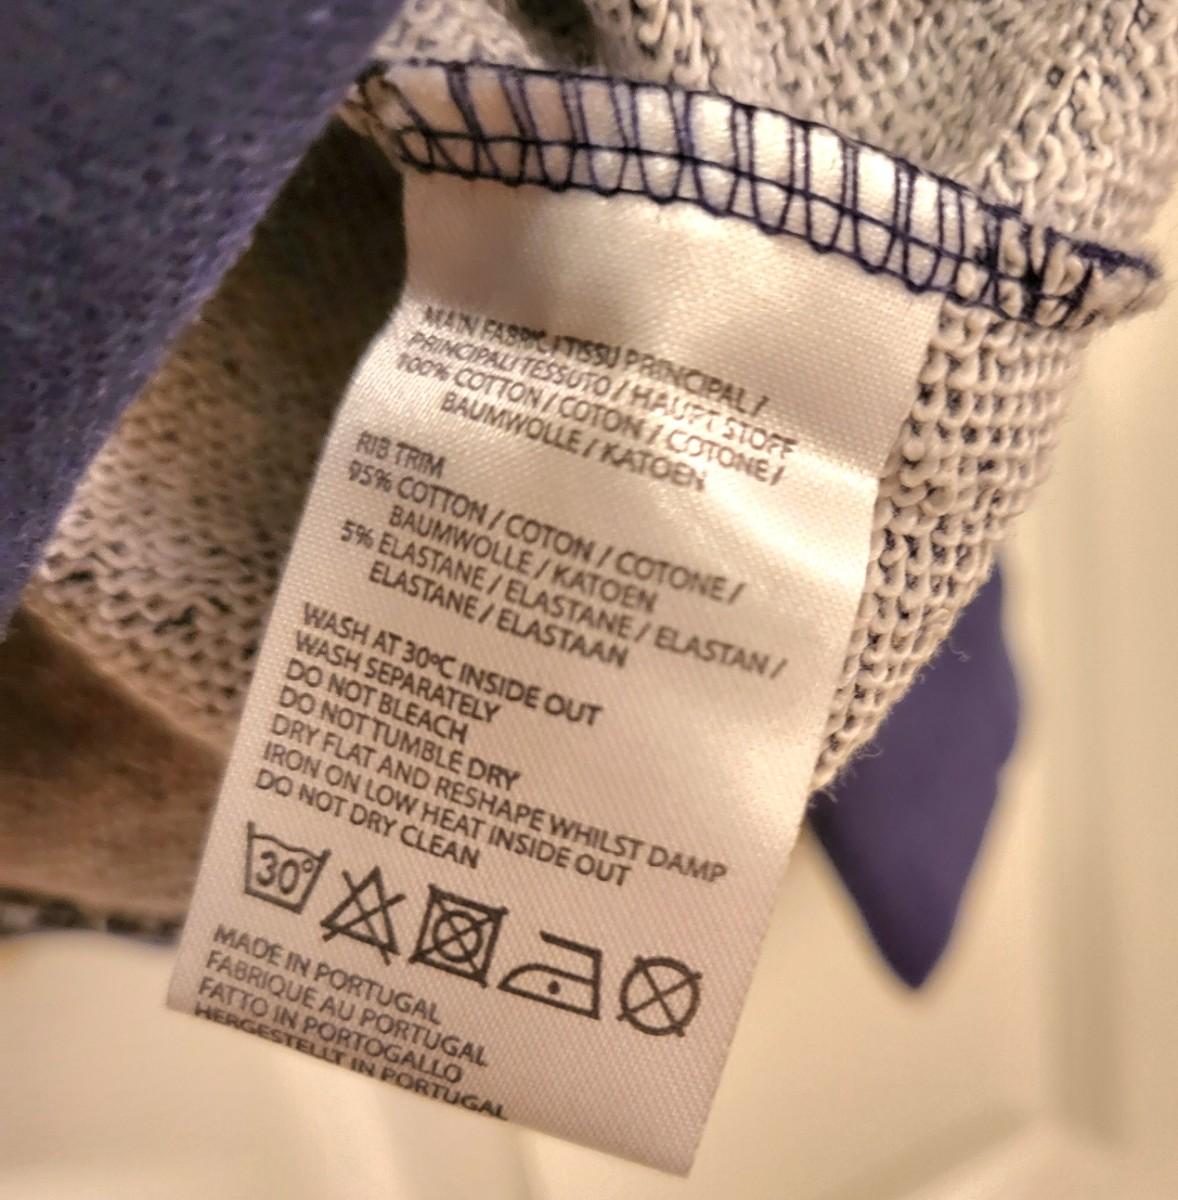 MAIN FABRIC / TISSU PRINCIPAL /
PRINCIPALI TESSUTO / HAUPT STOFF
100% COTTON / COTON / COTONE /
BAUMWOLLE / KATOEN
RIB TRIM
95% COTTON / COTON / COTONE /
BAUMWOLLE / KATOEN
5% ELASTANE / ELASTANE / ELASTAN /
ELASTANE / ELASTAAN
WASH AT 30ºC INSIDE OUT
WASH SEPARATELY
DO NOT BLEACH
DO NOT TUMBLE DRY
DRY FLAT AND RESHAPE WHILST DAMP
IRON ON LOW HEAT INSIDE OUT
DO NOT DRY CLEAN
30°
MADE IN PORTUGAL
FABRIQUE AU PORTUGAL
FATTO IN PORTOGALLO
HERGESTELLT IN PORTUGAL